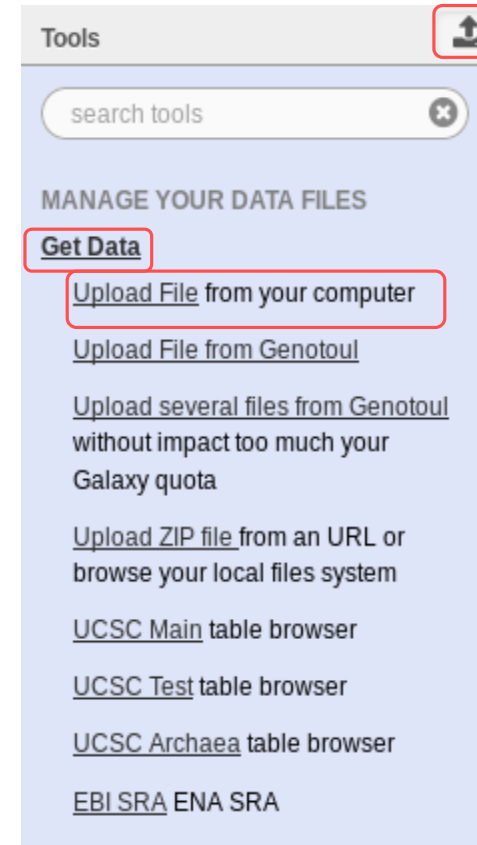 Tools
search tools
MANAGE YOUR DATA FILES
Get Data
Upload File from your computer
Upload File from Genotoul
Upload several files from Genotoul
without impact too much your
Galaxy quota
Upload ZIP file from an URL or
browse your local files system
UCSC Main table browser
UCSC Test table browser
UCSC Archaea table browser
EBI SRA ENA SRA